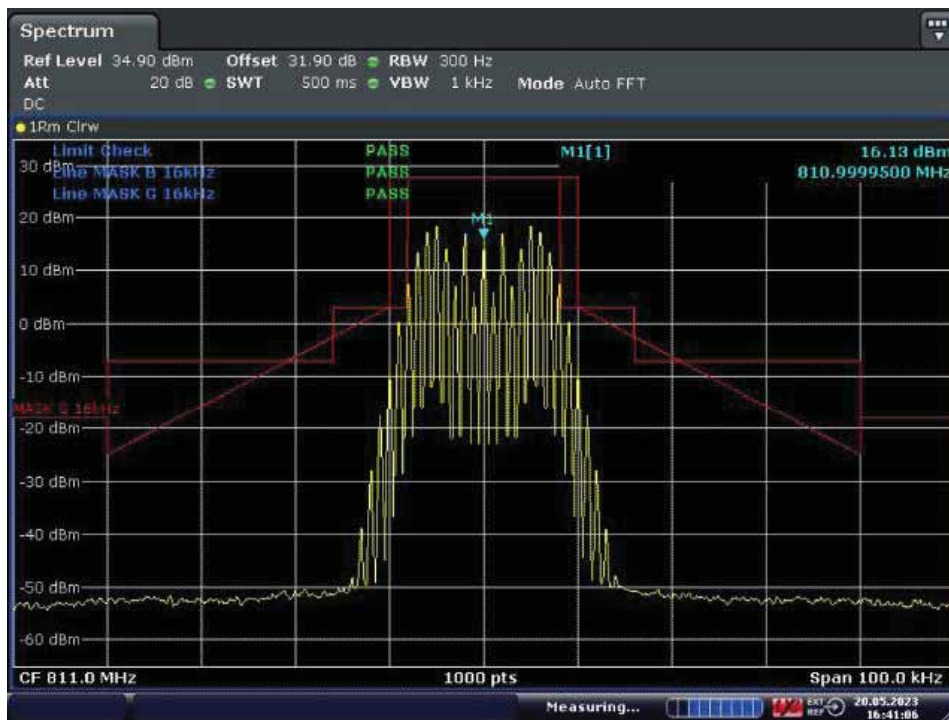 Spectrum
Ref Level 34.90 dBm Offset 31.90 dB RBW 300 Hz
Att 20 dB SWT 500 ms VBW 1 kHz Mode Auto FFT
DC
1Rm Clrw
Limit Check PASS M1[1] 16.13 dBm
30 dBm
Line MASK B 16kHz PASS 810.9999500 MHz
Line MASK G 16kHz PASS
20 dBm
M1
10 dBm
0 dBm
-10 dBm
MASK G 16kHz
-20 dBm
-30 dBm
-40 dBm
-50 dBm
-60 dBm
CF 811.0 MHz 1000 pts Span 100.0 kHz
Measuring... EXT REF 20.05.2023
16:41:06